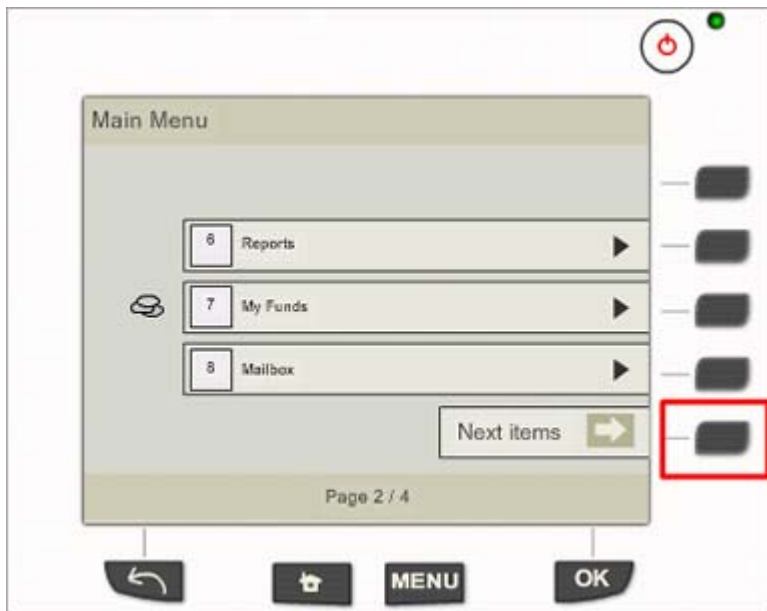 Main Menu
6 Reports
7 My Funds
8 Mailbox
Next items
Page 2 / 4
MENU
OK